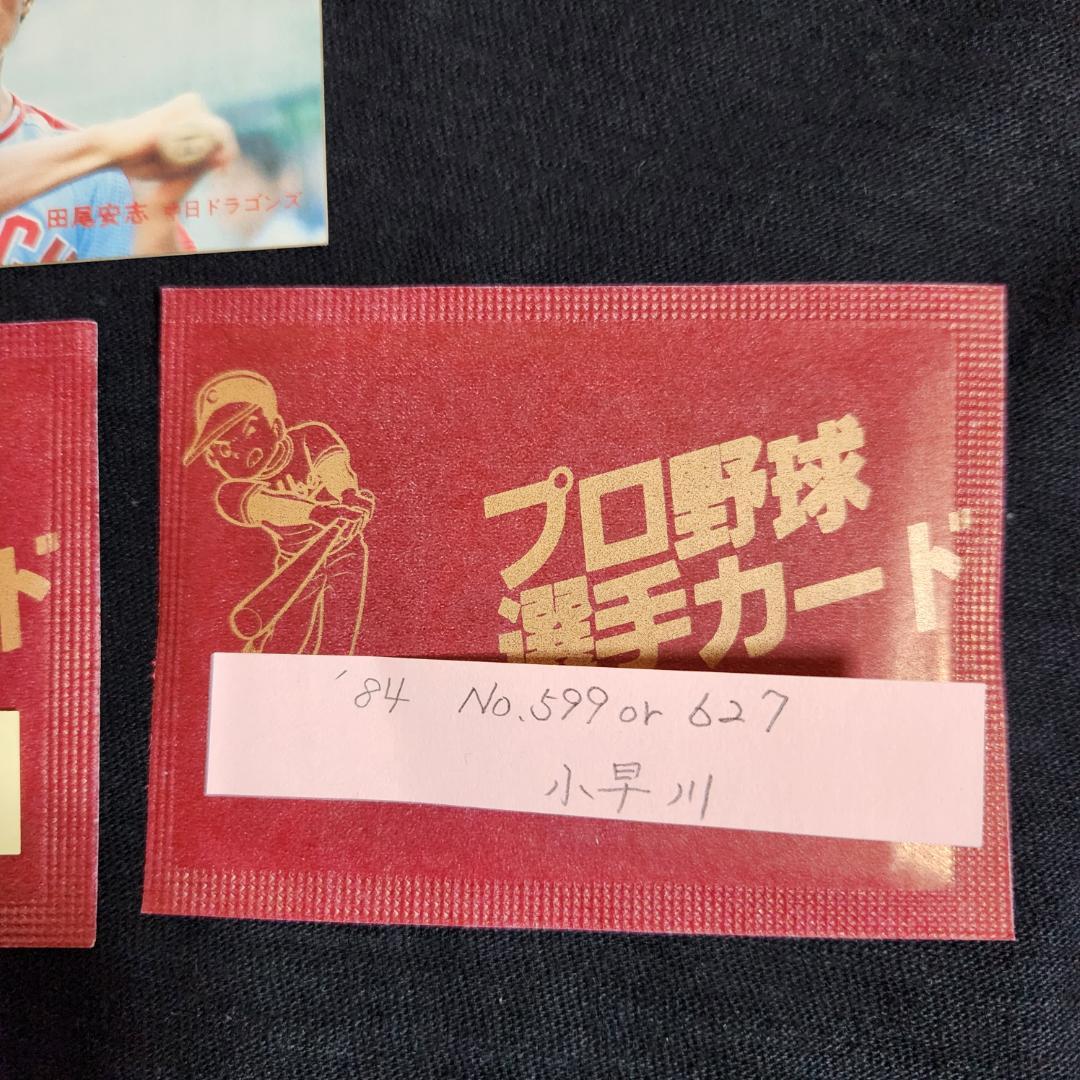 田尾安志 中日ドラゴンズ
プロ野球
選手カード
ド
'84 No.599 or 627
小早川